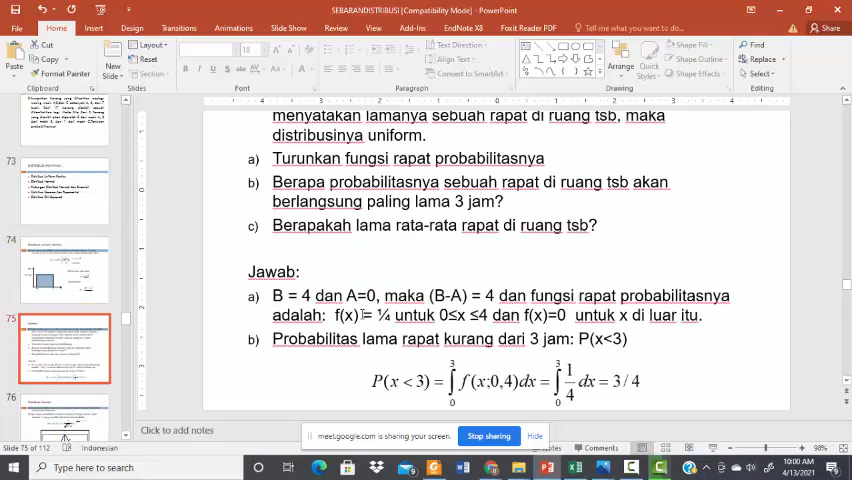 SEBARANDISTRIBUSI [Compatibility Mode] - PowerPoint
File Home Insert Design Transitions Animations Slide Show Review View Add-ins EndNote X8 Foxit Reader PDF Tell me what you want to do Share
Paste
Cut
Copy
Format Painter
New Slide
Layout
Reset
Section
18
Text Direction
Align Text
Convert to SmartArt
Arrange
Quick Styles
Shape Fill
Shape Outline
Shape Effects
Find
Replace
Select
Clipboard Slides Font Paragraph Drawing Editing
73
74
75
76
menyatakan lamanya sebuah rapat di ruang tsb, maka
distribusinya uniform.
a) Turunkan fungsi rapat probabilitasnya
b) Berapa probabilitasnya sebuah rapat di ruang tsb akan
berlangsung paling lama 3 jam?
c) Berapakah lama rata-rata rapat di ruang tsb?
Jawab:
a) B = 4 dan A=0, maka (B-A) = 4 dan fungsi rapat probabilitasnya
adalah: f(x) = ¼ untuk 0≤x ≤4 dan f(x)=0 untuk x di luar itu.
b) Probabilitas lama rapat kurang dari 3 jam: P(x<3)
P(x < 3) = ∫₀³ f(x;0,4)dx = ∫₀³ 1/4 dx = 3/4
Click to add notes
meet.google.com is sharing your screen. Stop sharing Hide
Slide 75 of 112 Indonesian Notes Comments 98%
Type here to search
10:00 AM
4/13/2021